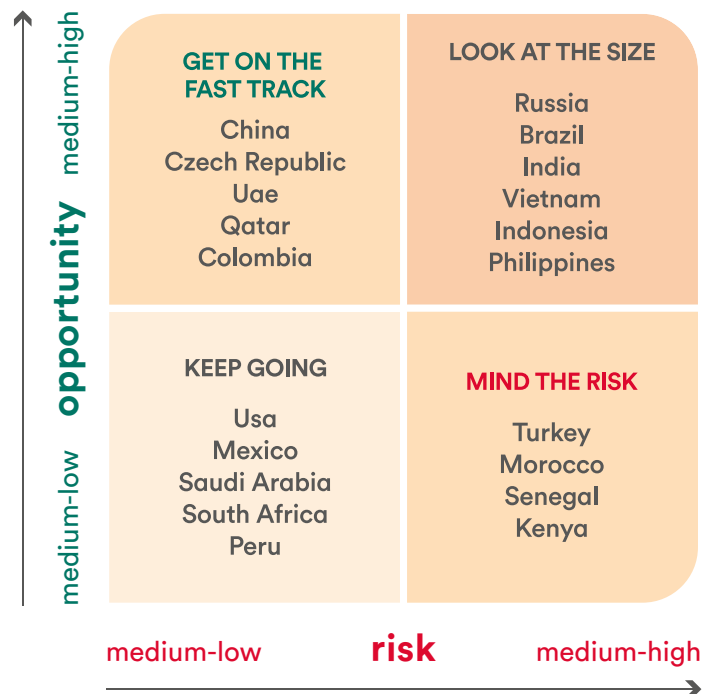 GET ON THE
FAST TRACK
China
Czech Republic
Uae
Qatar
Colombia
LOOK AT THE SIZE
Russia
Brazil
India
Vietnam
Indonesia
Philippines
KEEP GOING
Usa
Mexico
Saudi Arabia
South Africa
Peru
MIND THE RISK
Turkey
Morocco
Senegal
Kenya
medium-low opportunity medium-high
medium-low risk medium-high